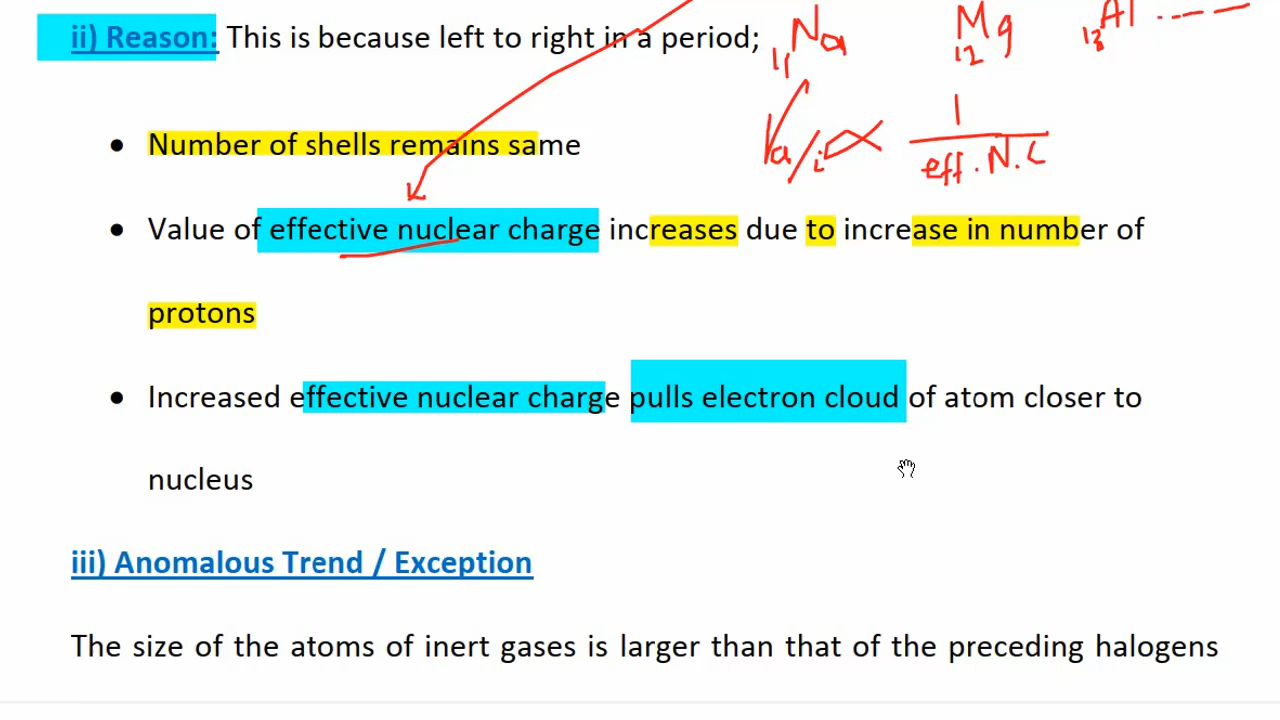 ii) Reason: This is because left to right in a period; 11Na 12Mg 13Al -----
• Number of shells remains same
r a/i ∝ 1/eff. N.C
• Value of effective nuclear charge increases due to increase in number of
protons
• Increased effective nuclear charge pulls electron cloud of atom closer to
nucleus
iii) Anomalous Trend / Exception
The size of the atoms of inert gases is larger than that of the preceding halogens